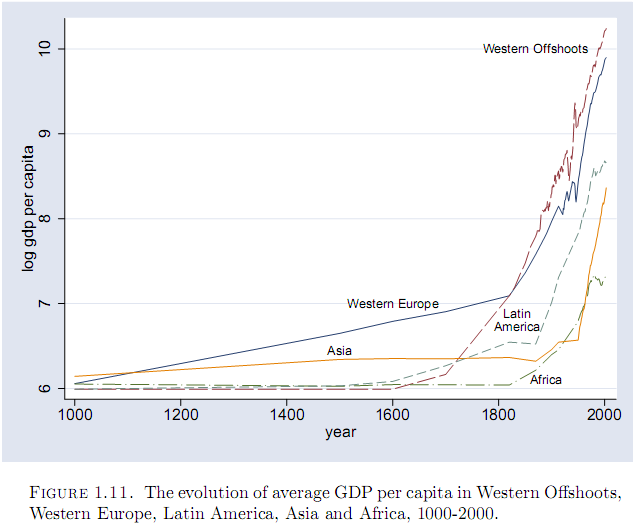 Western Offshoots
10
9
8
7
6
log gdp per capita
Western Europe
Latin
America
Asia
Africa
1000 1200 1400 1600 1800 2000
year
FIGURE 1.11. The evolution of average GDP per capita in Western Offshoots,
Western Europe, Latin America, Asia and Africa, 1000-2000.